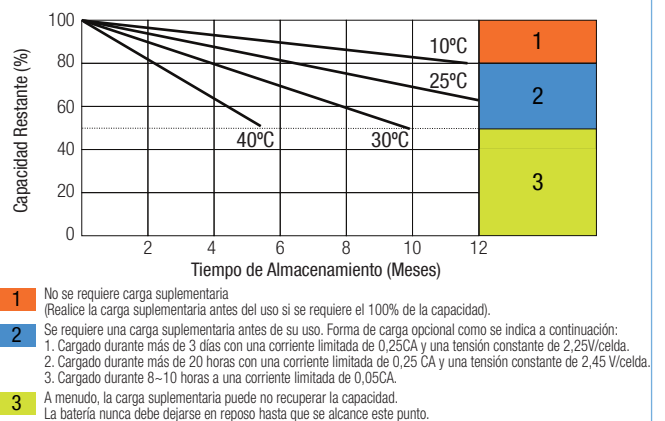 Capacidad Restante (%)
100
80
60
40
20
0
10ºC
25ºC
30ºC
40ºC
1
2
3
2
4
6
8
10
12
Tiempo de Almacenamiento (Meses)
1
No se requiere carga suplementaria
(Realice la carga suplementaria antes del uso si se requiere el 100% de la capacidad).
2
Se requiere una carga suplementaria antes de su uso. Forma de carga opcional como se indica a continuación:
1. Cargado durante más de 3 días con una corriente limitada de 0,25CA y una tensión constante de 2,25V/celda.
2. Cargado durante más de 20 horas con una corriente limitada de 0,25 CA y una tensión constante de 2,45 V/celda.
3. Cargado durante 8~10 horas a una corriente limitada de 0,05CA.
3
A menudo, la carga suplementaria puede no recuperar la capacidad.
La batería nunca debe dejarse en reposo hasta que se alcance este punto.